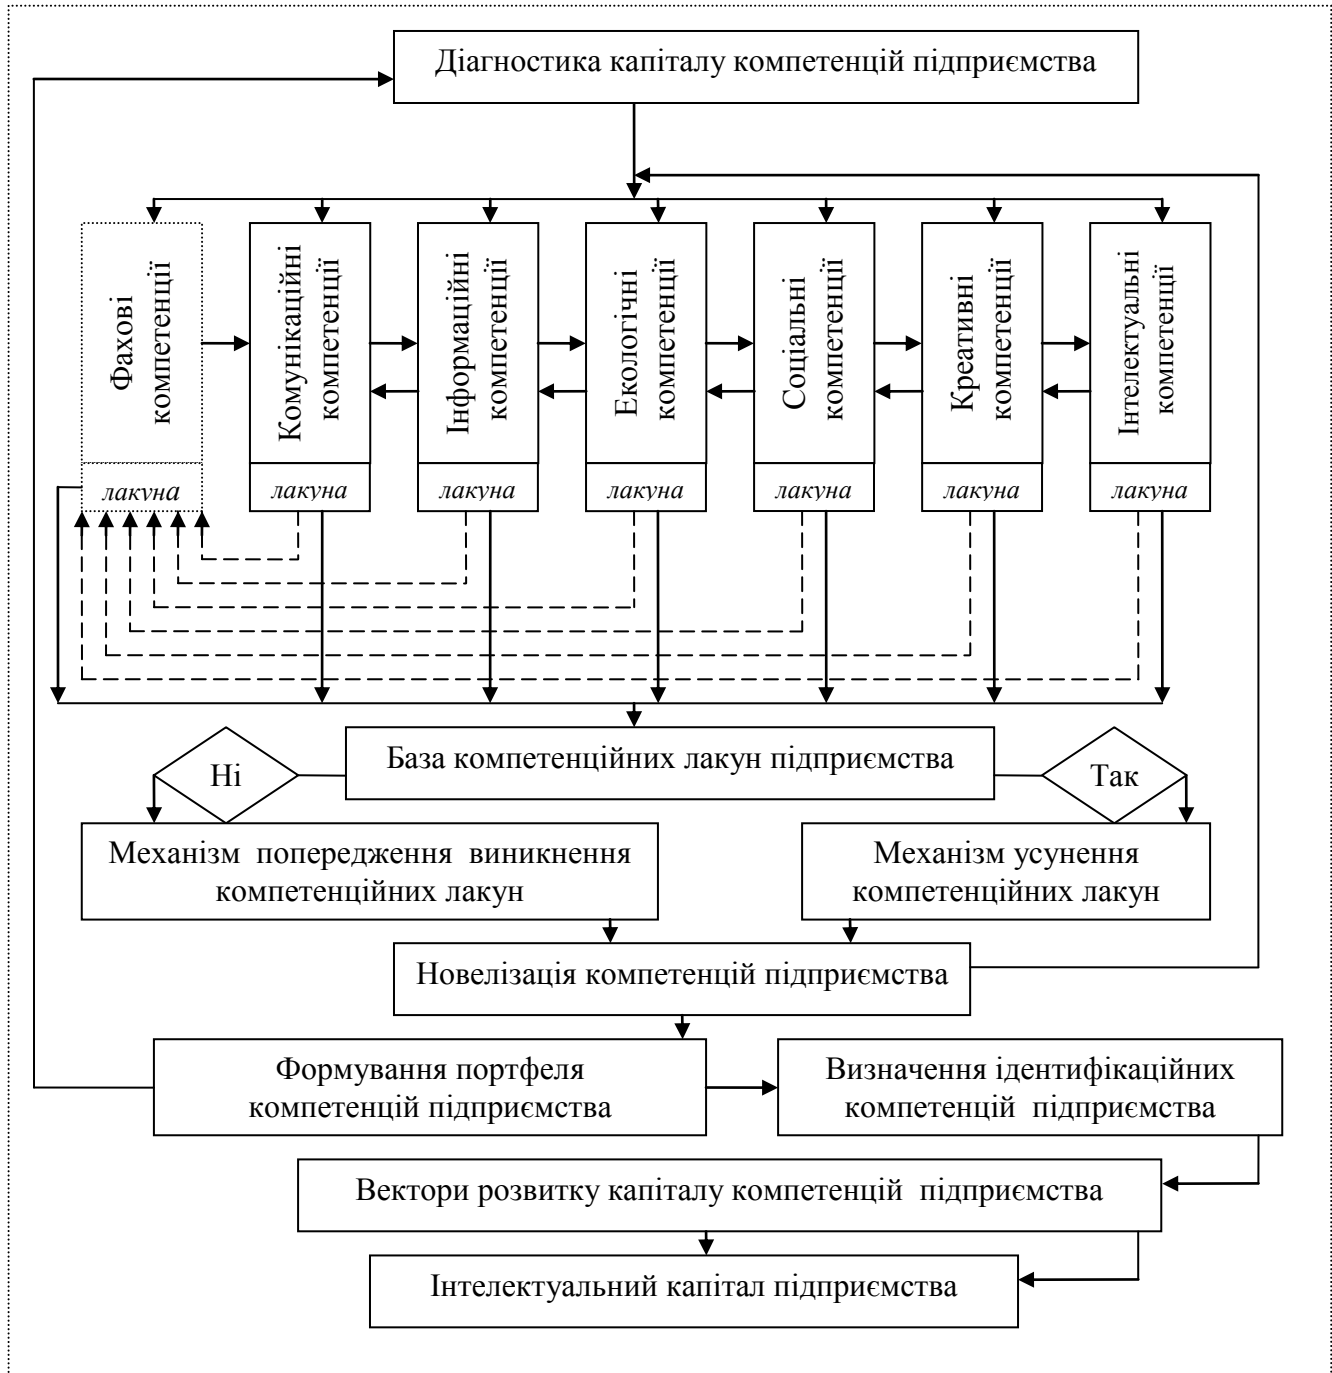 Діагностика капіталу компетенцій підприємства
Фахові
компетенції
Комунікаційні
компетенції
Інформаційні
компетенції
Екологічні
компетенції
Соціальні
компетенції
Креативні
компетенції
Інтелектуальні
компетенції
лакуна
лакуна
лакуна
лакуна
лакуна
лакуна
лакуна
База компетенційних лакун підприємства
Ні
Так
Механізм попередження виникнення
компетенційних лакун
Механізм усунення
компетенційних лакун
Новелізація компетенцій підприємства
Формування портфеля
компетенцій підприємства
Визначення ідентифікаційних
компетенцій підприємства
Вектори розвитку капіталу компетенцій підприємства
Інтелектуальний капітал підприємства